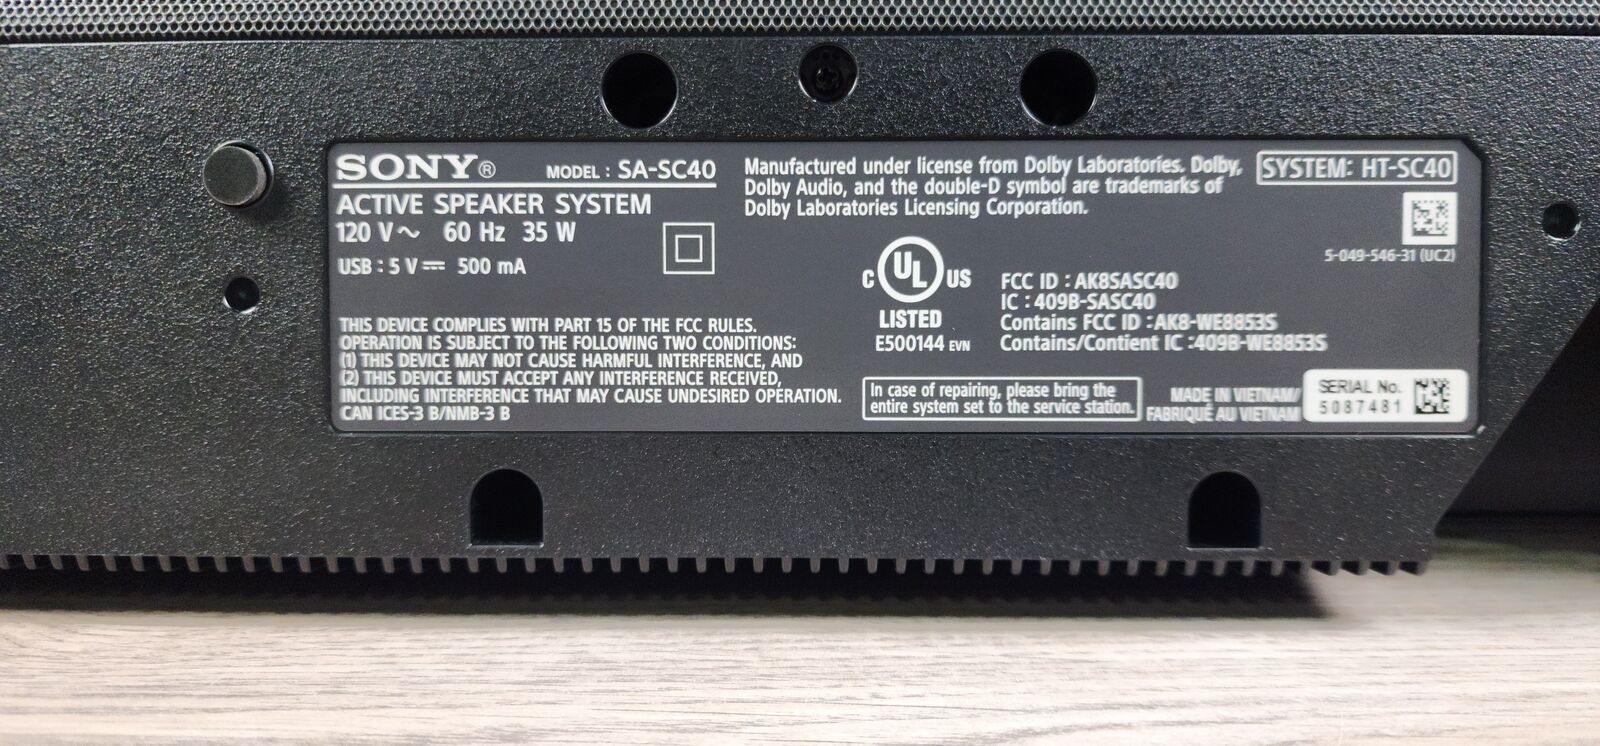 SONY® MODEL : SA-SC40
ACTIVE SPEAKER SYSTEM
120 V～ 60 Hz 35 W
USB : 5 V⎓ 500 mA
THIS DEVICE COMPLIES WITH PART 15 OF THE FCC RULES.
OPERATION IS SUBJECT TO THE FOLLOWING TWO CONDITIONS:
(1) THIS DEVICE MAY NOT CAUSE HARMFUL INTERFERENCE, AND
(2) THIS DEVICE MUST ACCEPT ANY INTERFERENCE RECEIVED,
INCLUDING INTERFERENCE THAT MAY CAUSE UNDESIRED OPERATION.
CAN ICES-3 B/NMB-3 B
Manufactured under license from Dolby Laboratories. Dolby,
Dolby Audio, and the double-D symbol are trademarks of
Dolby Laboratories Licensing Corporation.
SYSTEM: HT-SC40
5-049-546-31 (UC2)
C UL US
LISTED
E500144 EVN
FCC ID : AK8SASC40
IC : 409B-SASC40
Contains FCC ID : AK8-WE8853S
Contains/Contient IC : 409B-WE8853S
In case of repairing, please bring the
entire system set to the service station.
MADE IN VIETNAM/
FABRIQUÉ AU VIETNAM
SERIAL No.
5087481